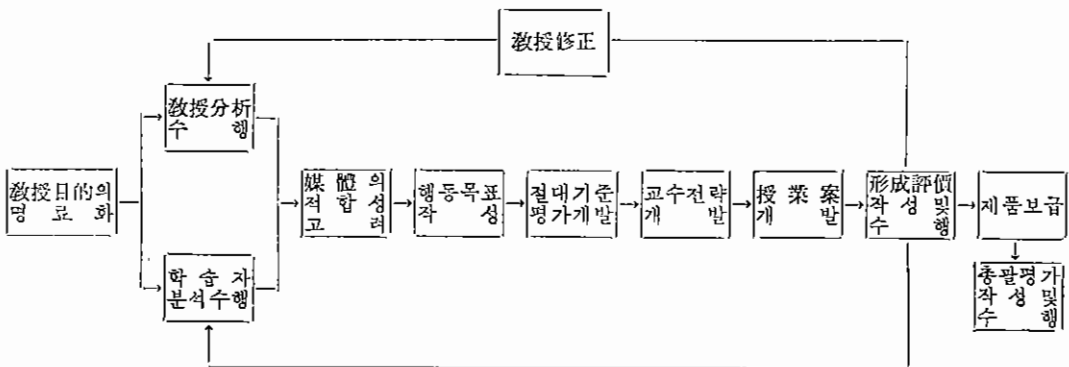 敎授修正
敎授分析
수 행
敎授目的의
명 료 화
媒 體 의
적 합 성
고 려
행동목표
작 성
절대기준
평가개발
교수전략
개 발
授 業 案
개 발
形成評價
작 성 및
수 행
제품보급
학 습 자
분석수행
총괄평가
작 성 및
수 행